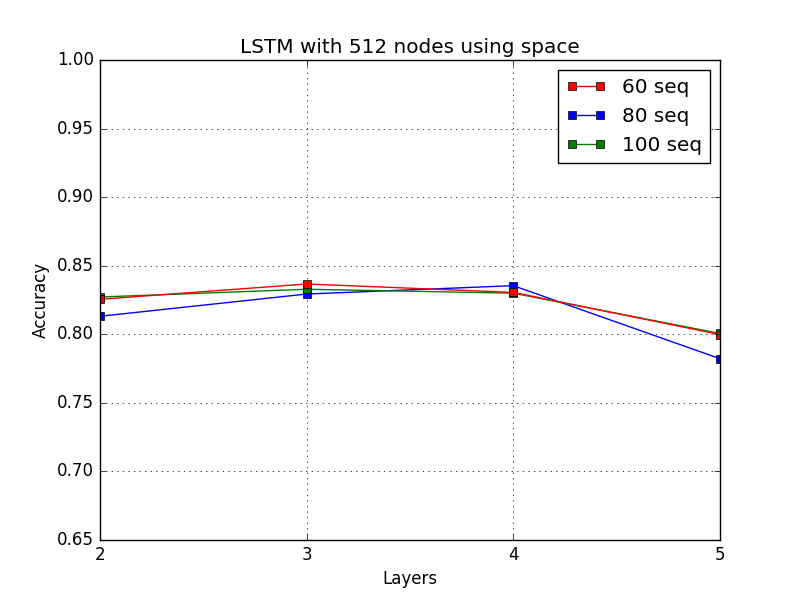 LSTM with 512 nodes using space
1.00
0.95
0.90
0.85
0.80
0.75
0.70
0.65
Accuracy
60 seq
80 seq
100 seq
2 3 4 5
Layers